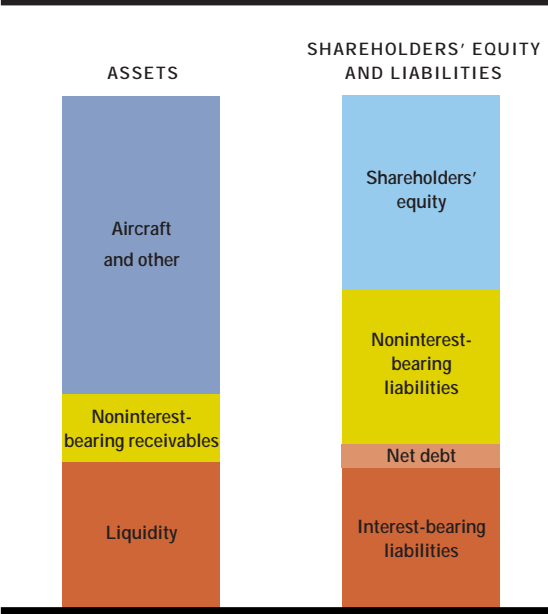 ASSETS
Aircraft
and other
Noninterest-
bearing receivables
Liquidity
SHAREHOLDERS' EQUITY
AND LIABILITIES
Shareholders'
equity
Noninterest-
bearing
liabilities
Net debt
Interest-bearing
liabilities